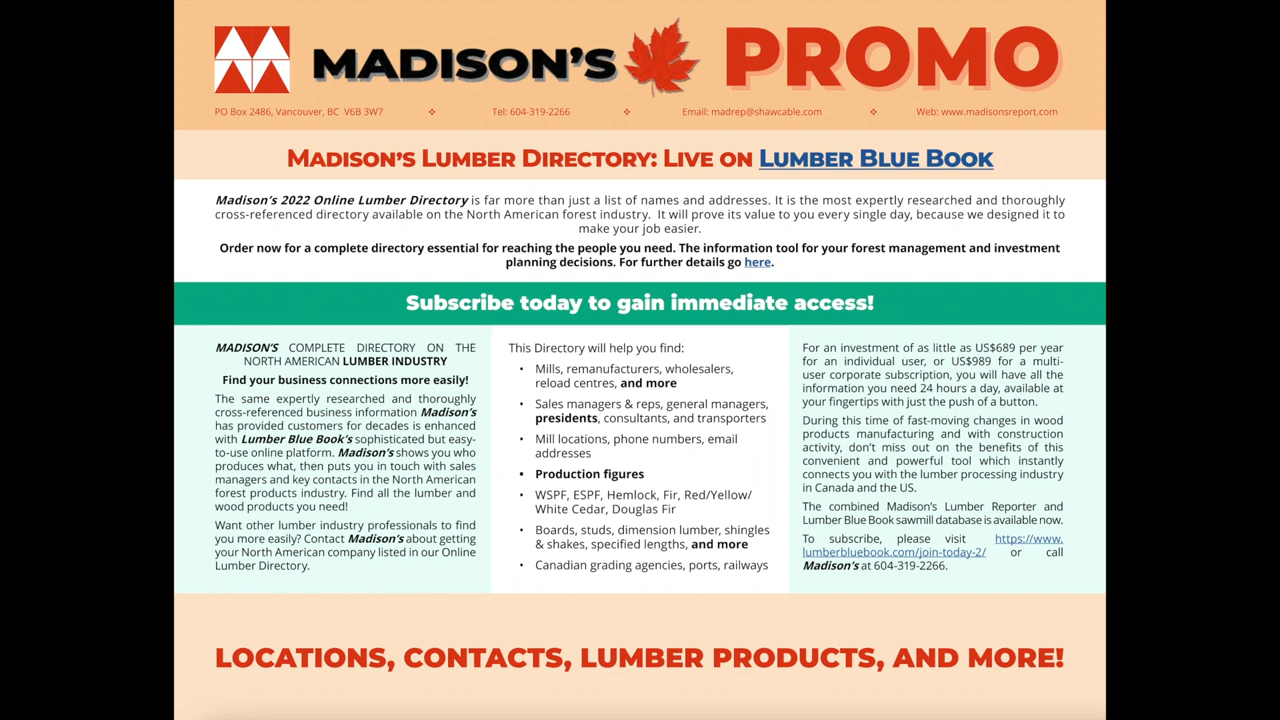 MADISON'S PROMO
PO Box 2486, Vancouver, BC V6B 3W7 ❖ Tel: 604-319-2266 ❖ Email: madrep@shawcable.com ❖ Web: www.madisonsreport.com
MADISON'S LUMBER DIRECTORY: LIVE ON LUMBER BLUE BOOK
Madison's 2022 Online Lumber Directory is far more than just a list of names and addresses. It is the most expertly researched and thoroughly
cross-referenced directory available on the North American forest industry. It will prove its value to you every single day, because we designed it to
make your job easier.
Order now for a complete directory essential for reaching the people you need. The information tool for your forest management and investment
planning decisions. For further details go here.
Subscribe today to gain immediate access!
MADISON'S COMPLETE DIRECTORY ON THE
NORTH AMERICAN LUMBER INDUSTRY
Find your business connections more easily!
The same expertly researched and thoroughly
cross-referenced business information Madison's
has provided customers for decades is enhanced
with Lumber Blue Book's sophisticated but easy-
to-use online platform. Madison's shows you who
produces what, then puts you in touch with sales
managers and key contacts in the North American
forest products industry. Find all the lumber and
wood products you need!
Want other lumber industry professionals to find
you more easily? Contact Madison's about getting
your North American company listed in our Online
Lumber Directory.
This Directory will help you find:
• Mills, remanufacturers, wholesalers,
reload centres, and more
• Sales managers & reps, general managers,
presidents, consultants, and transporters
• Mill locations, phone numbers, email
addresses
• Production figures
• WSPF, ESPF, Hemlock, Fir, Red/Yellow/
White Cedar, Douglas Fir
• Boards, studs, dimension lumber, shingles
& shakes, specified lengths, and more
• Canadian grading agencies, ports, railways
For an investment of as little as US$689 per year
for an individual user, or US$989 for a multi-
user corporate subscription, you will have all the
information you need 24 hours a day, available at
your fingertips with just the push of a button.
During this time of fast-moving changes in wood
products manufacturing and with construction
activity, don't miss out on the benefits of this
convenient and powerful tool which instantly
connects you with the lumber processing industry
in Canada and the US.
The combined Madison's Lumber Reporter and
Lumber Blue Book sawmill database is available now.
To subscribe, please visit https://www.
lumberbluebook.com/join-today-2/ or call
Madison's at 604-319-2266.
LOCATIONS, CONTACTS, LUMBER PRODUCTS, AND MORE!